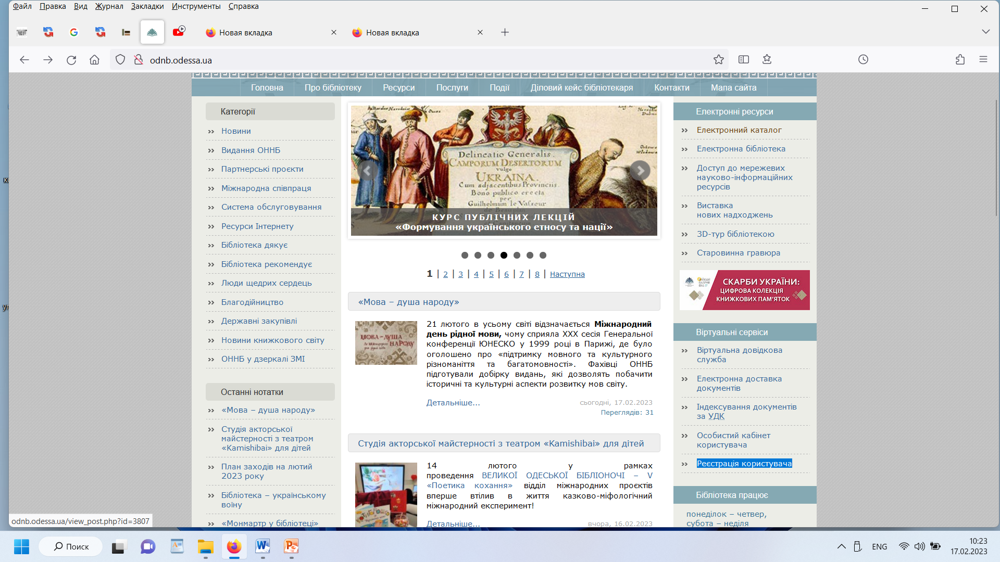 Файл Правка Вид Журнал Закладки Инструменты Справка
Новая вкладка
Новая вкладка
odnb.odessa.ua
Головна Про бібліотеку Ресурси Послуги Події Діловий кейс бібліотекаря Контакти Мапа сайта
Категорії
Новини
Видання ОННБ
Партнерські проєкти
Міжнародна співпраця
Система обслуговування
Ресурси Інтернету
Бібліотека дякує
Бібліотека рекомендує
Люди щедрих сердець
Благодійництво
Державні закупівлі
Новини книжкового світу
ОННБ у дзеркалі ЗМІ
Останні нотатки
«Мова – душа народу»
Студія акторської
майстерності з театром
«Kamishibai» для дітей
План заходів на лютий
2023 року
Бібліотека – українському
воїну
«Монмартр у бібліотеці»
odnb.odessa.ua/view_post.php?id=3807
Delineatio Generalis.
CAMPORUM DESERTORUM
vulgo
UKRAINA.
Cum adjacentibus Provinciis.
Bono publico erecta
per
Guilhelmum le Vasseur
КУРС ПУБЛІЧНИХ ЛЕКЦІЙ
«Формування українського етносу та нації»
1 | 2 | 3 | 4 | 5 | 6 | 7 | 8 | Наступна
«Мова – душа народу»
МОВА – ДУША
НАРОДУ
21 лютого в усьому світі відзначається Міжнародний
день рідної мови, чому сприяла XXX сесія Генеральної
конференції ЮНЕСКО у 1999 році в Парижі, де було
оголошено про «підтримку мовного та культурного
різноманіття та багатомовності». Фахівці ОННБ
підготували добірку видань, які дозволять побачити
історичні та культурні аспекти розвитку мов світу.
Детальніше...
сьогодні, 17.02.2023
Переглядів: 31
Студія акторської майстерності з театром «Kamishibai» для дітей
14 лютого у рамках
проведення ВЕЛИКОЇ ОДЕСЬКОЇ БІБЛІОНОЧІ – V
«Поетика кохання» відділ міжнародних проєктів
вперше втілив в життя казково-міфологічний
міжнародний експеримент!
Детальніше...
вчора, 16.02.2023
Електронні ресурси
Електронний каталог
Електронна бібліотека
Доступ до мережевих
науково-інформаційних
ресурсів
Виставка
нових надходжень
3D-тур бібліотекою
Старовинна гравюра
СКАРБИ УКРАЇНИ:
ЦИФРОВА КОЛЕКЦІЯ
КНИЖКОВИХ ПАМ'ЯТОК
Віртуальні сервіси
Віртуальна довідкова
служба
Електронна доставка
документів
Індексування документів
за УДК
Особистий кабінет
користувача
Реєстрація користувача
Бібліотека працює
понеділок – четвер,
субота – неділя
Поиск
ENG
10:23
17.02.2023